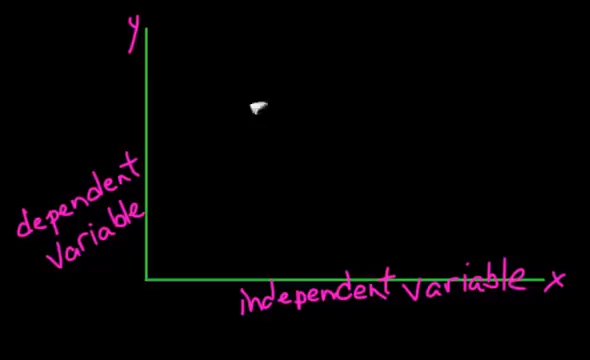 y
dependent
variable
independent variable x